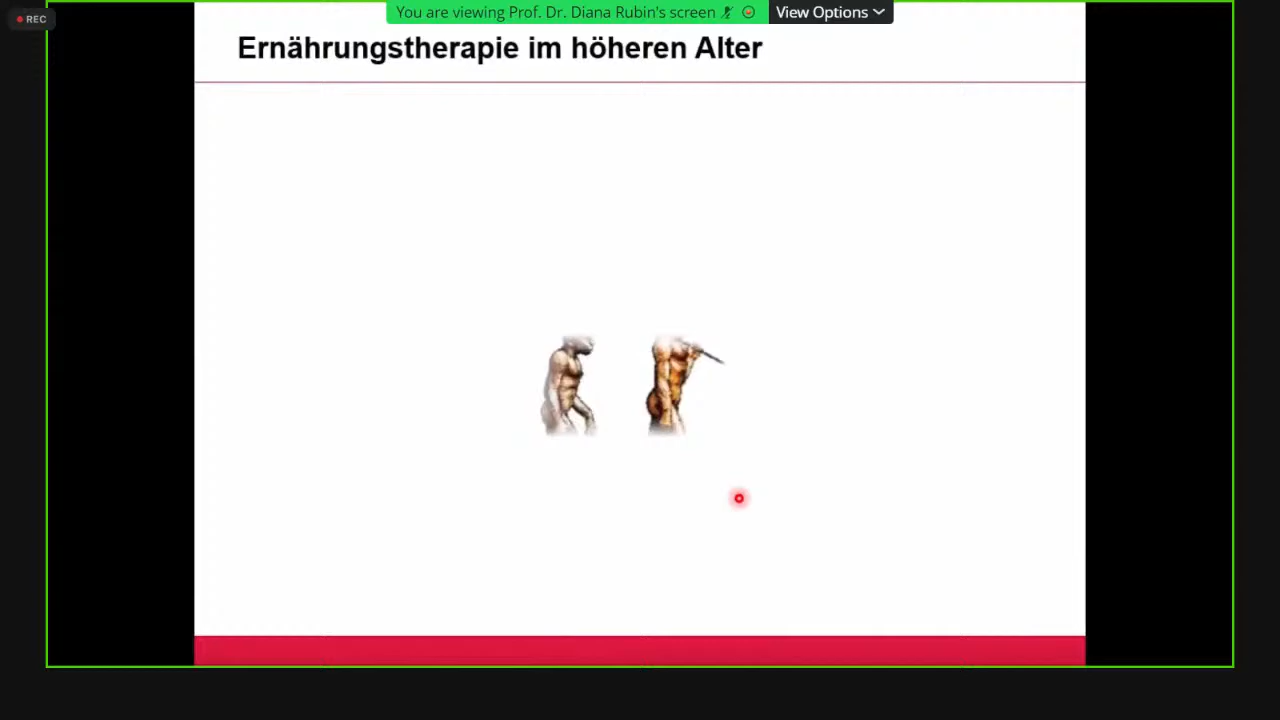 REC
You are viewing Prof. Dr. Diana Rubin's screen
View Options
Ernährungstherapie im höheren Alter